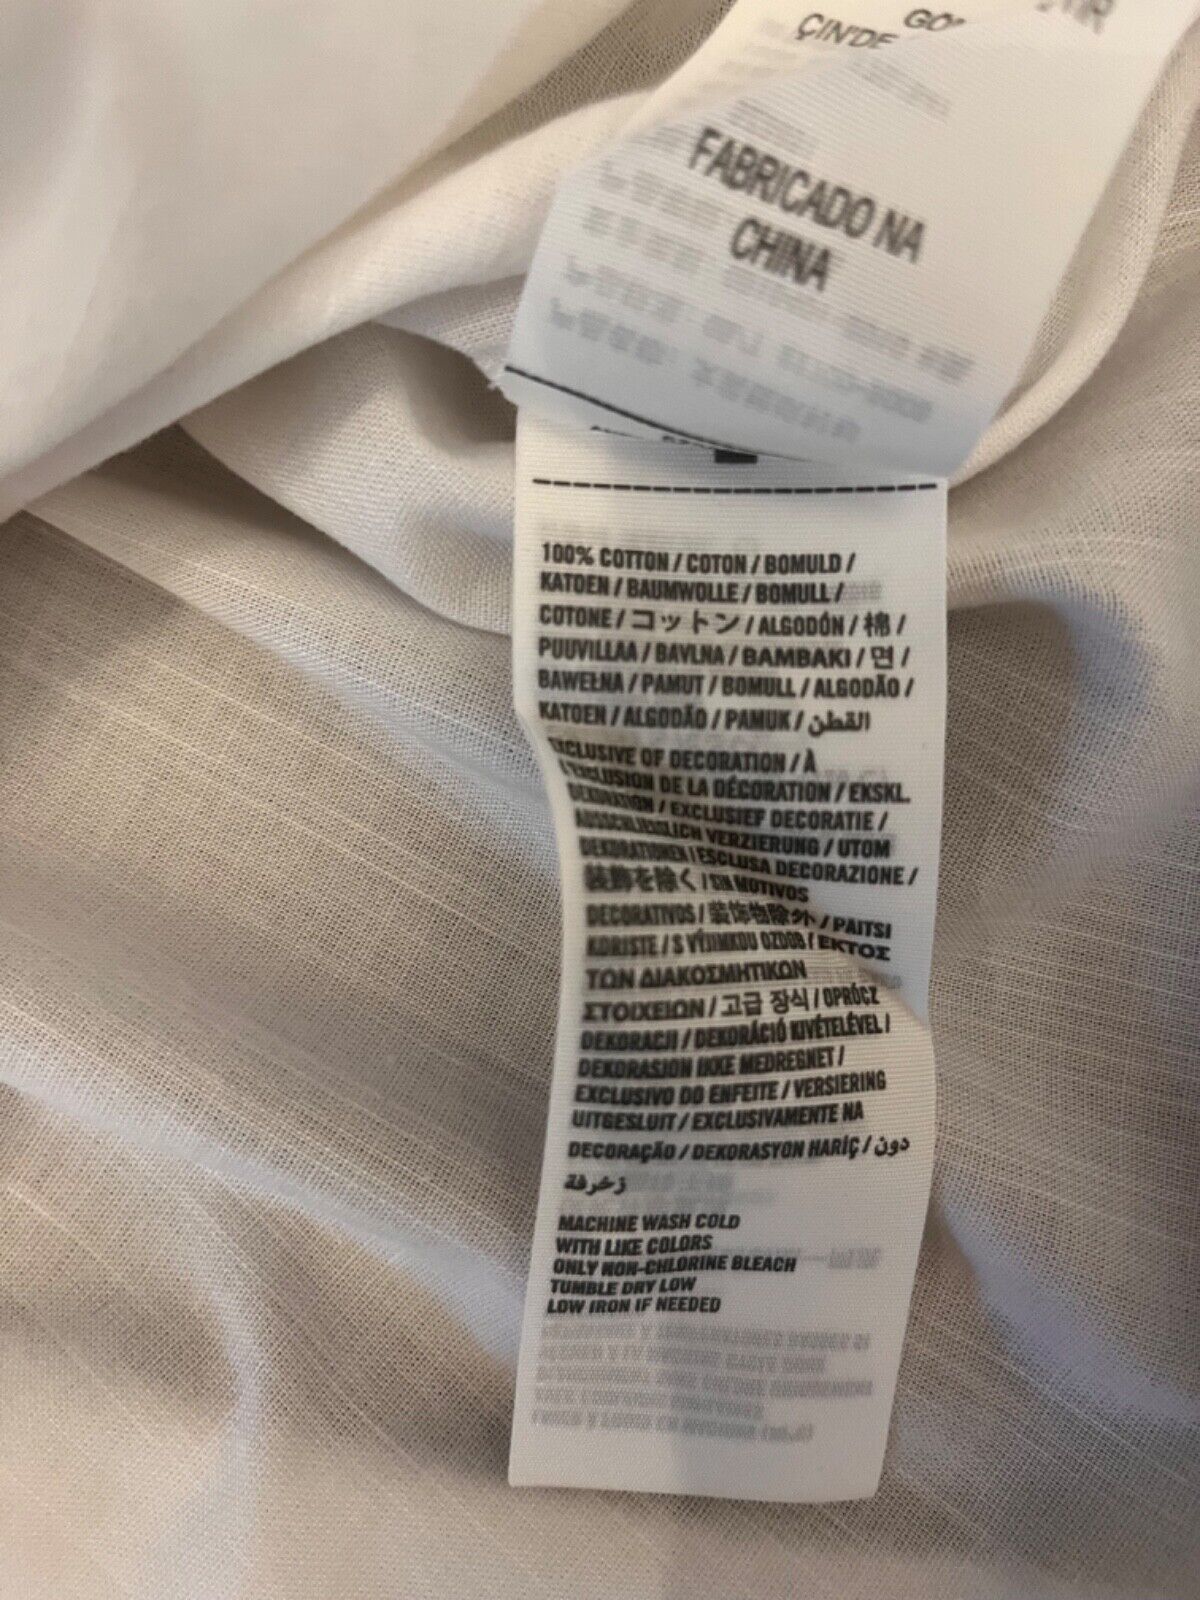 ÇIN'DE
FABRICADO NA
CHINA
100% COTTON / COTON / BOMULD /
KATOEN / BAUMWOLLE / BOMULL /
COTONE / コットン / ALGODÓN / 棉 /
PUUVILLAA / BAVLNA / BAMBAKI / 면 /
BAWEŁNA / PAMUT / BOMULL / ALGODÃO /
KATOEN / ALGODÃO / PAMUK / القطن
EXCLUSIVE OF DECORATION / À
L'EXCLUSION DE LA DÉCORATION / EKSKL.
DEKORATION / EXCLUSIEF DECORATIE /
AUSSCHLIESSLICH VERZIERUNG / UTOM
DEKORATIONEN / ESCLUSA DECORAZIONE /
装飾を除く / SIN MOTIVOS
DECORATIVOS / 装饰物除外 / PAITSI
KORISTE / S VÝJIMKOU OZDOB / ΕΚΤΟΣ
ΤΩΝ ΔΙΑΚΟΣΜΗΤΙΚΩΝ
ΣΤΟΙΧΕΙΩΝ / 고급 장식 / OPRÓCZ
DEKORACJI / DEKORÁCIÓ KIVÉTELÉVEL /
DEKORASJON IKKE MEDREGNET /
EXCLUSIVO DO ENFEITE / VERSIERING
UITGESLUIT / EXCLUSIVAMENTE NA
DECORAÇÃO / DEKORASYON HARİÇ / دون
زخرفة
MACHINE WASH COLD
WITH LIKE COLORS
ONLY NON-CHLORINE BLEACH
TUMBLE DRY LOW
LOW IRON IF NEEDED